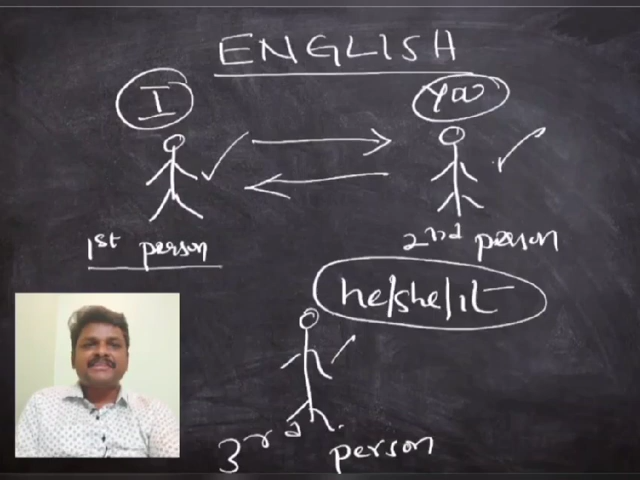 ENGLISH
I
You
1st person
2nd person
he/she/it
3rd person